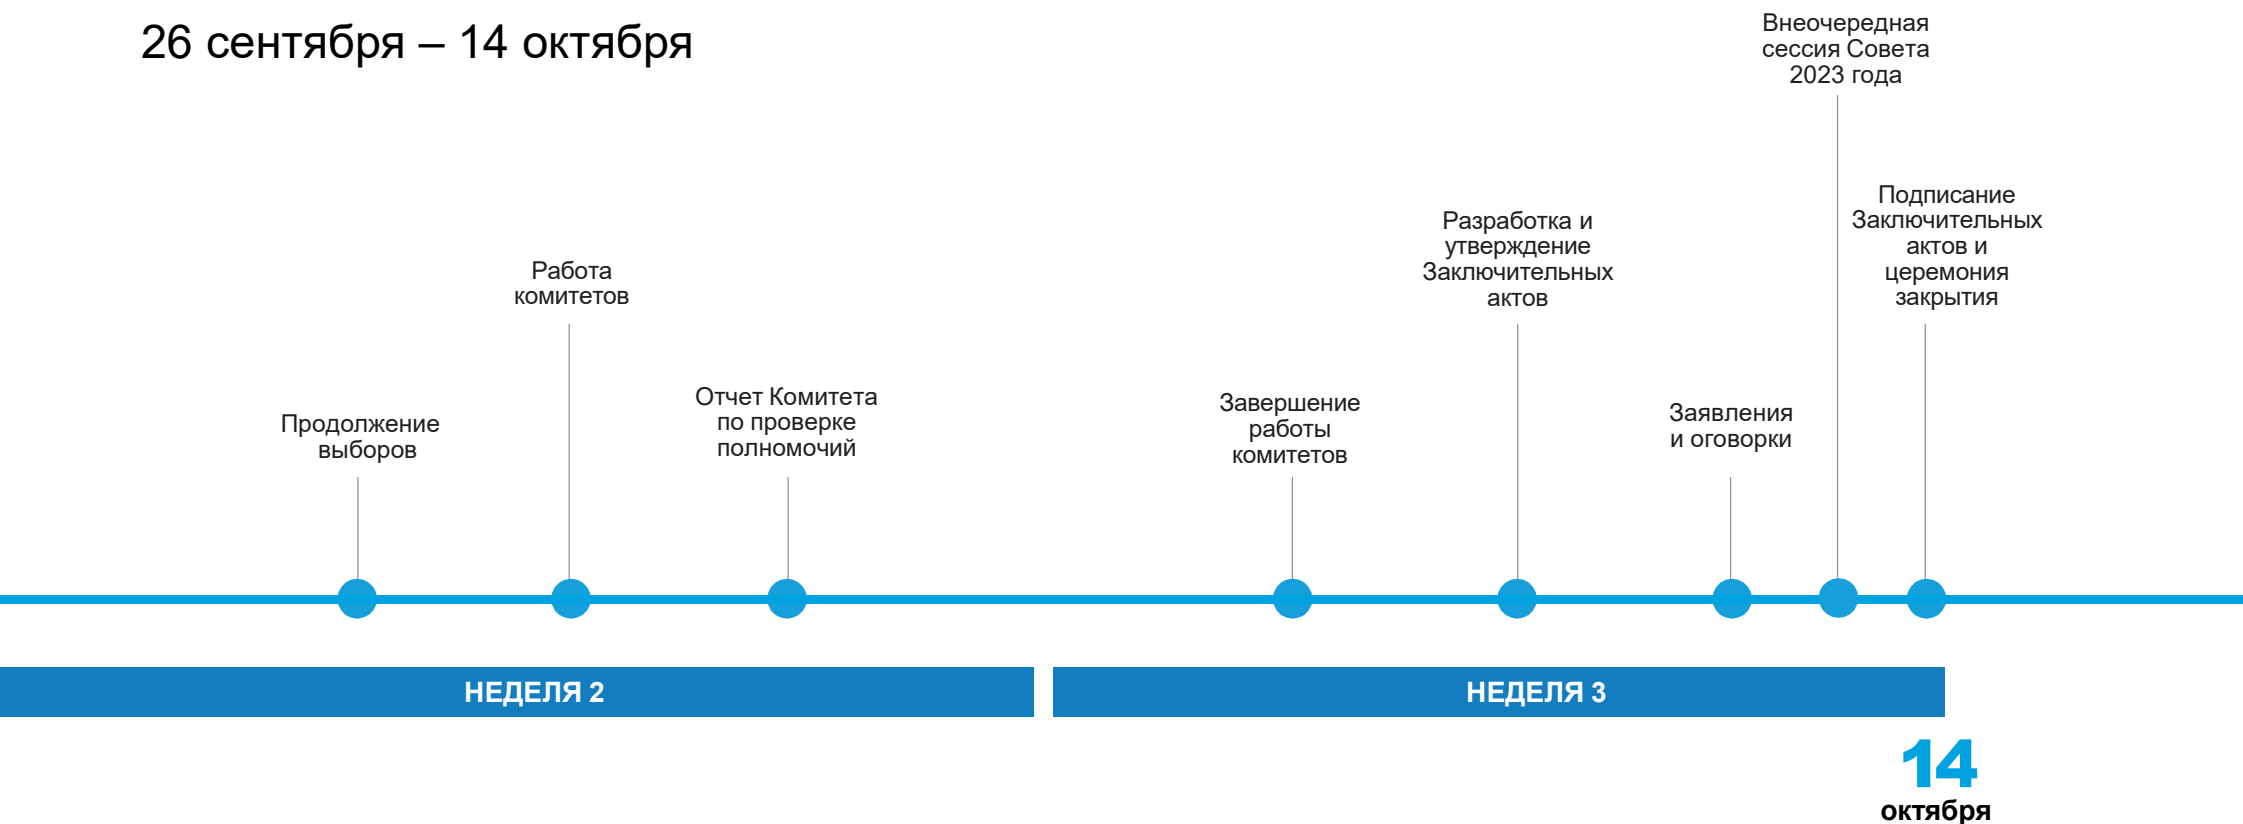 26 сентября – 14 октября
Продолжение
выборов
Работа
комитетов
Отчет Комитета
по проверке
полномочий
Завершение
работы
комитетов
Разработка и
утверждение
Заключительных
актов
Заявления
и оговорки
Внеочередная
сессия Совета
2023 года
Подписание
Заключительных
актов и
церемония
закрытия
НЕДЕЛЯ 2
НЕДЕЛЯ 3
14
октября